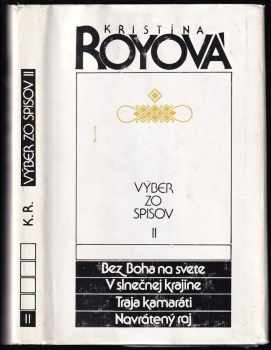 KRISTÍNA
ROYOVÁ
VÝBER
ZO
SPISOV
II
Bez Boha na svete
V slnečnej krajine
Traja kamaráti
Navrátený raj
VÝBER ZO SPISOV II
K. R.
II